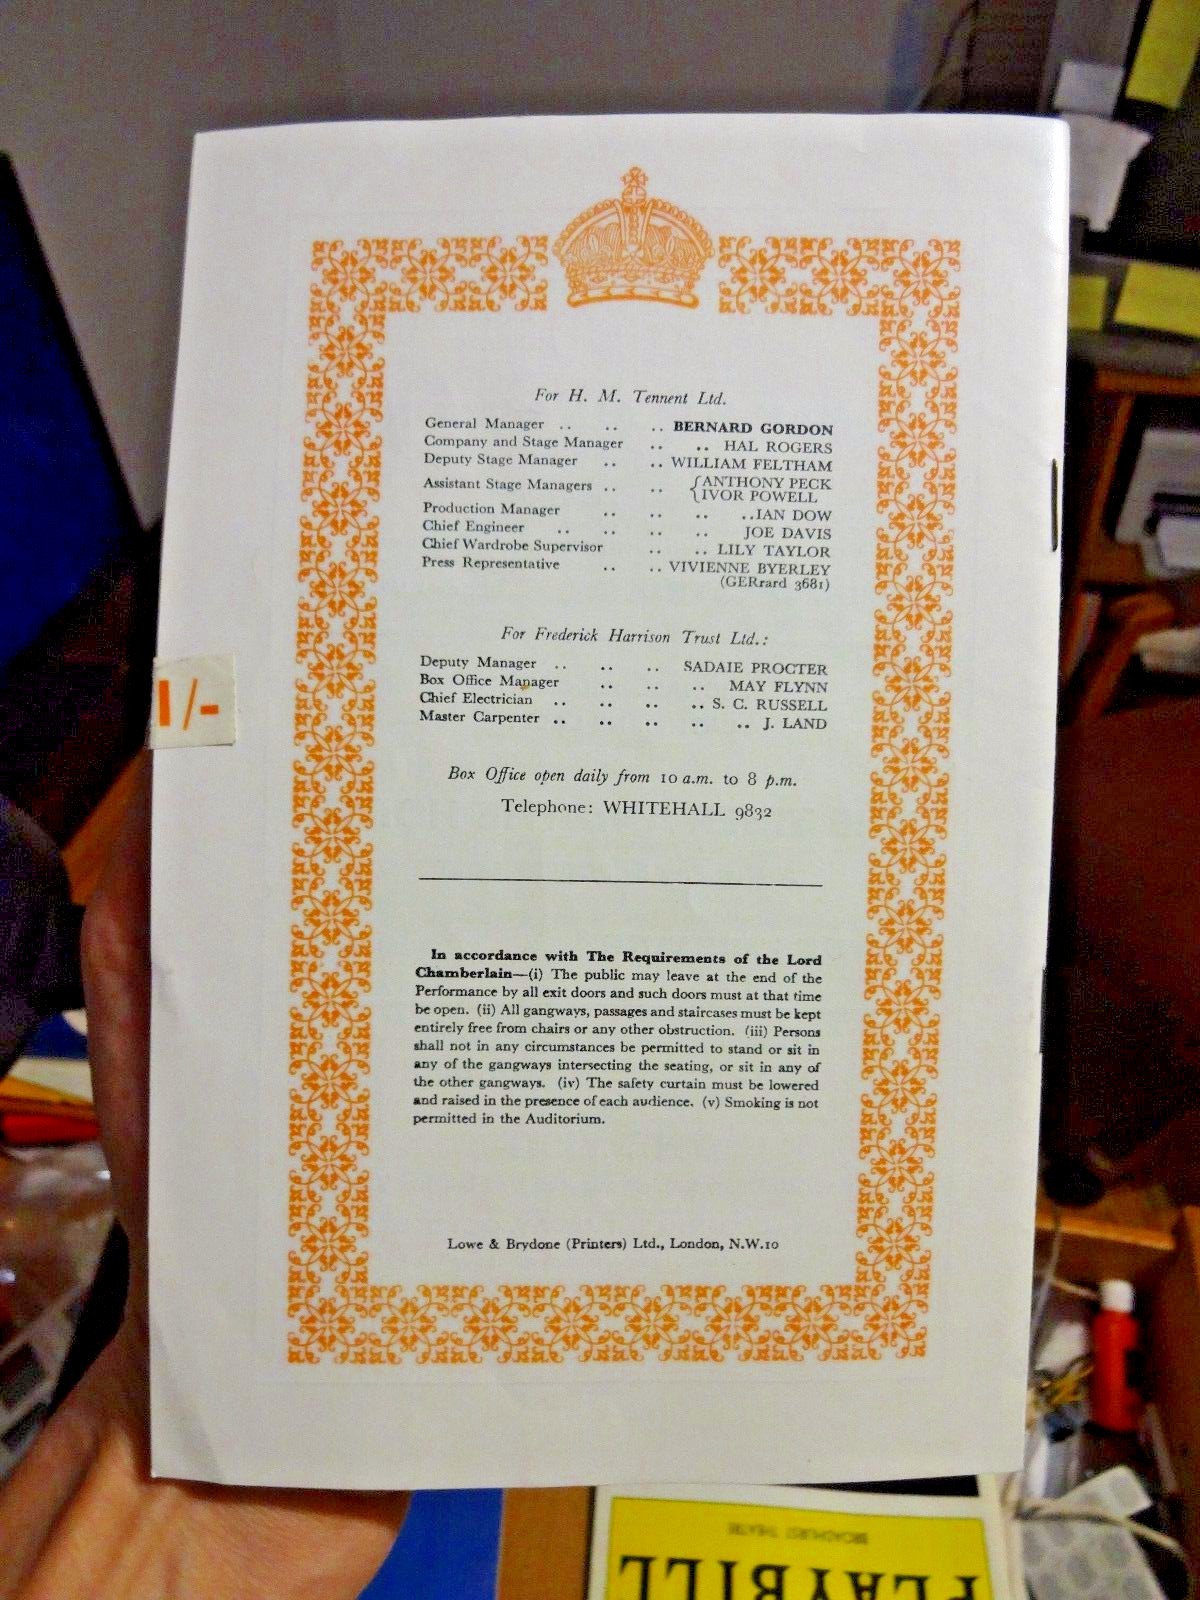 For H. M. Tennent Ltd.
General Manager .. .. .. BERNARD GORDON
Company and Stage Manager .. .. HAL ROGERS
Deputy Stage Manager .. .. WILLIAM FELTHAM
Assistant Stage Managers .. .. {ANTHONY PECK
{IVOR POWELL
Production Manager .. .. .. ..IAN DOW
Chief Engineer .. .. .. .. JOE DAVIS
Chief Wardrobe Supervisor .. .. LILY TAYLOR
Press Representative .. .. VIVIENNE BYERLEY
(GERrard 3681)
For Frederick Harrison Trust Ltd.:
Deputy Manager .. .. .. SADAIE PROCTER
Box Office Manager .. .. .. MAY FLYNN
Chief Electrician .. .. .. .. S. C. RUSSELL
Master Carpenter .. .. .. .. .. J. LAND
1/-
Box Office open daily from 10 a.m. to 8 p.m.
Telephone: WHITEHALL 9832
In accordance with The Requirements of the Lord
Chamberlain—(i) The public may leave at the end of the
Performance by all exit doors and such doors must at that time
be open. (ii) All gangways, passages and staircases must be kept
entirely free from chairs or any other obstruction. (iii) Persons
shall not in any circumstances be permitted to stand or sit in
any of the gangways intersecting the seating, or sit in any of
the other gangways. (iv) The safety curtain must be lowered
and raised in the presence of each audience. (v) Smoking is not
permitted in the Auditorium.
Lowe & Brydone (Printers) Ltd., London, N.W.10
BROADHURST THEATRE
PLAYBILL